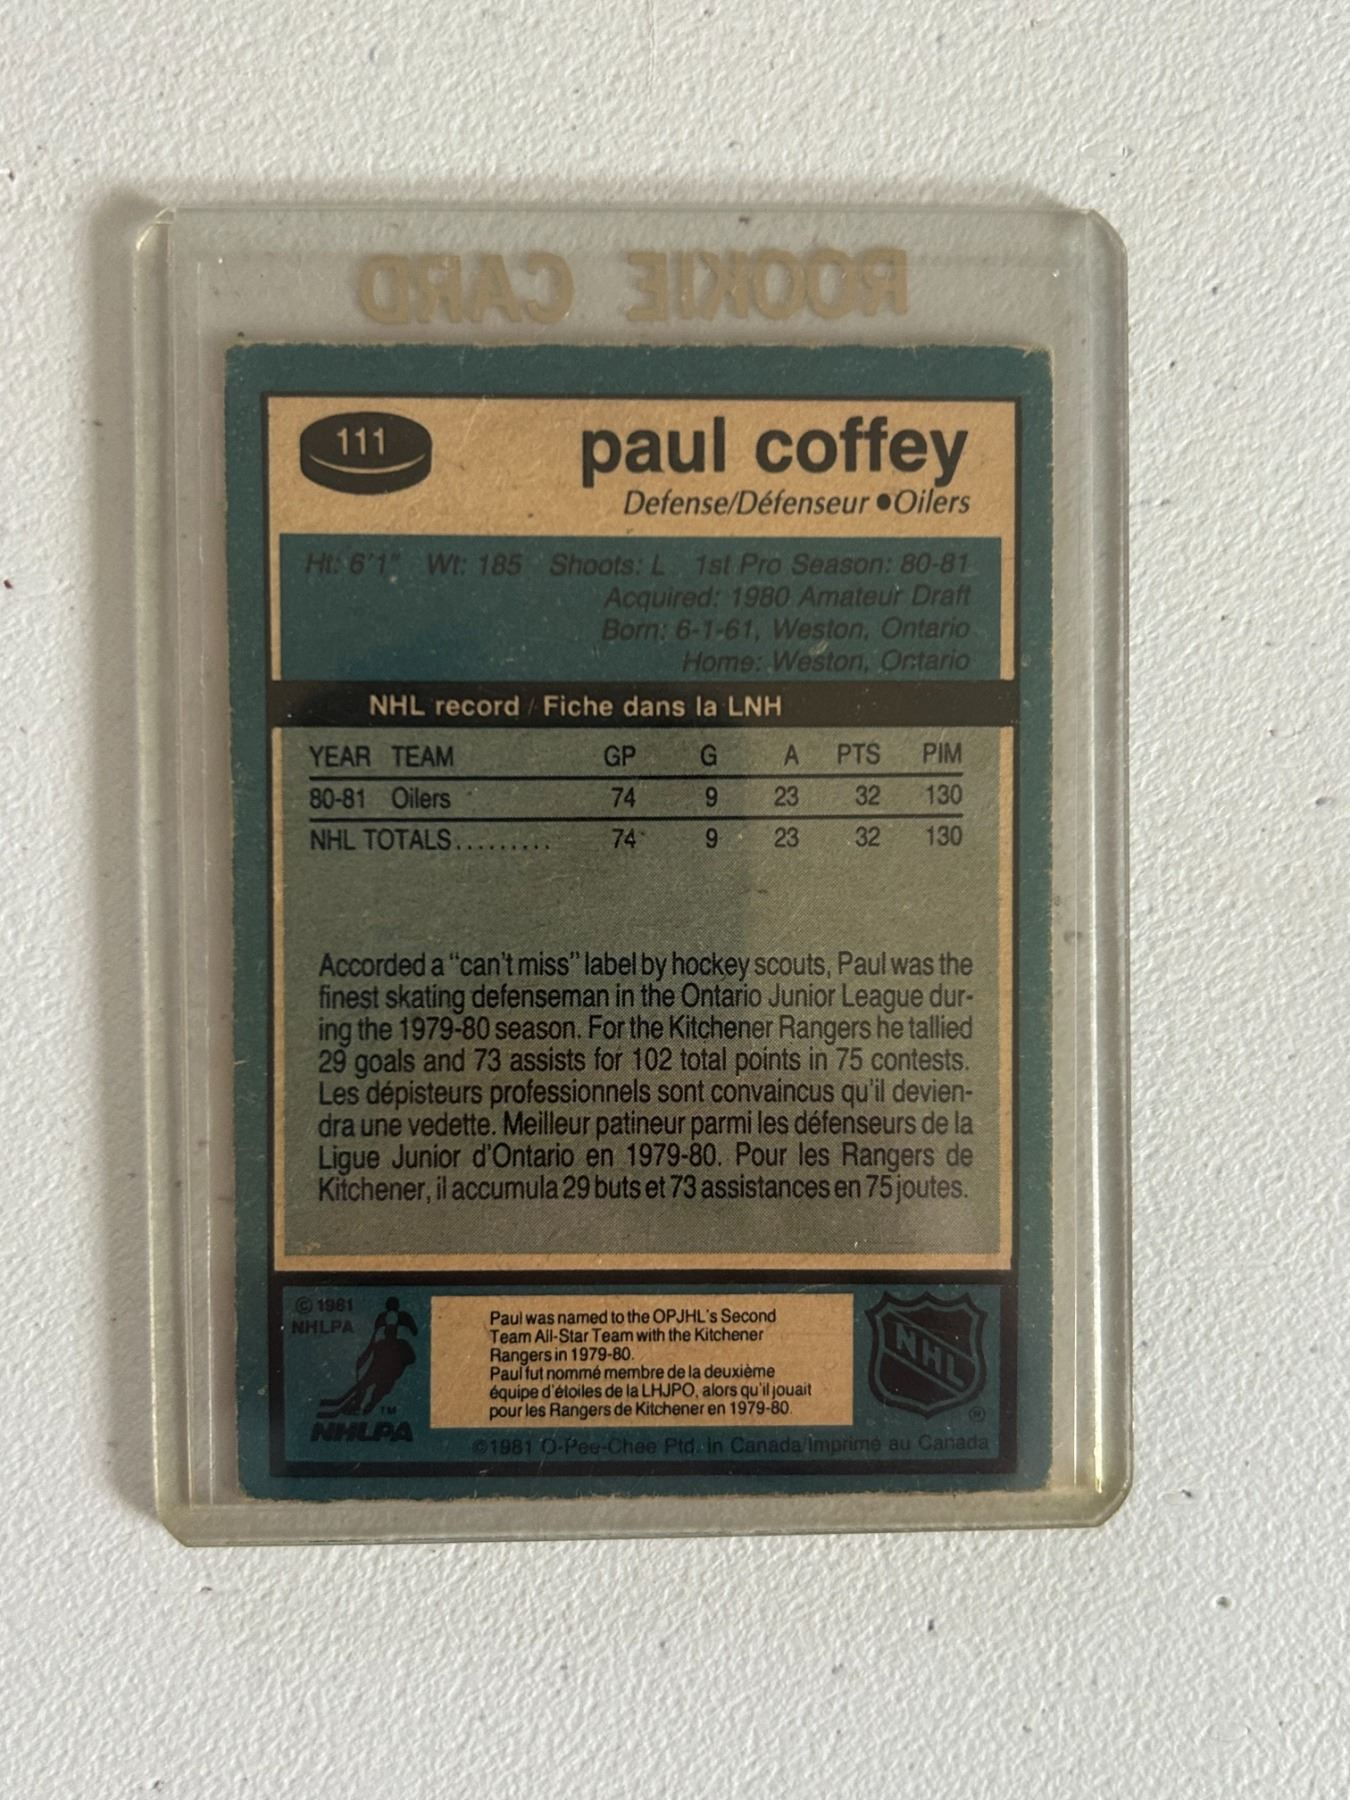 ROOKIE CARD
111
paul coffey
Defense/Défenseur ●Oilers
Ht: 6'1" Wt: 185 Shoots: L 1st Pro Season: 80-81
Acquired: 1980 Amateur Draft
Born: 6-1-61, Weston, Ontario
Home: Weston, Ontario
NHL record / Fiche dans la LNH
YEAR TEAM GP G A PTS PIM
80-81 Oilers 74 9 23 32 130
NHL TOTALS......... 74 9 23 32 130
Accorded a "can't miss" label by hockey scouts, Paul was the
finest skating defenseman in the Ontario Junior League dur-
ing the 1979-80 season. For the Kitchener Rangers he tallied
29 goals and 73 assists for 102 total points in 75 contests.
Les dépisteurs professionnels sont convaincus qu'il devien-
dra une vedette. Meilleur patineur parmi les défenseurs de la
Ligue Junior d'Ontario en 1979-80. Pour les Rangers de
Kitchener, il accumula 29 buts et 73 assistances en 75 joutes.
© 1981
NHLPA
TM
NHLPA
Paul was named to the OPJHL's Second
Team All-Star Team with the Kitchener
Rangers in 1979-80.
Paul fut nommé membre de la deuxième
équipe d'étoiles de la LHJPO, alors qu'il jouait
pour les Rangers de Kitchener en 1979-80.
NHL
®
©1981 O-Pee-Chee Ptd. in Canada/Imprimé au Canada